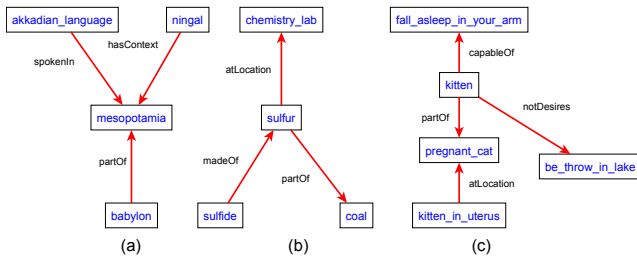 akkadian_language
ningal
spokenIn
hasContext
mesopotamia
partOf
babylon
(a)
chemistry_lab
atLocation
sulfur
madeOf
partOf
sulfide
coal
(b)
fall_asleep_in_your_arm
capableOf
kitten
partOf
notDesires
pregnant_cat
be_throw_in_lake
atLocation
kitten_in_uterus
(c)